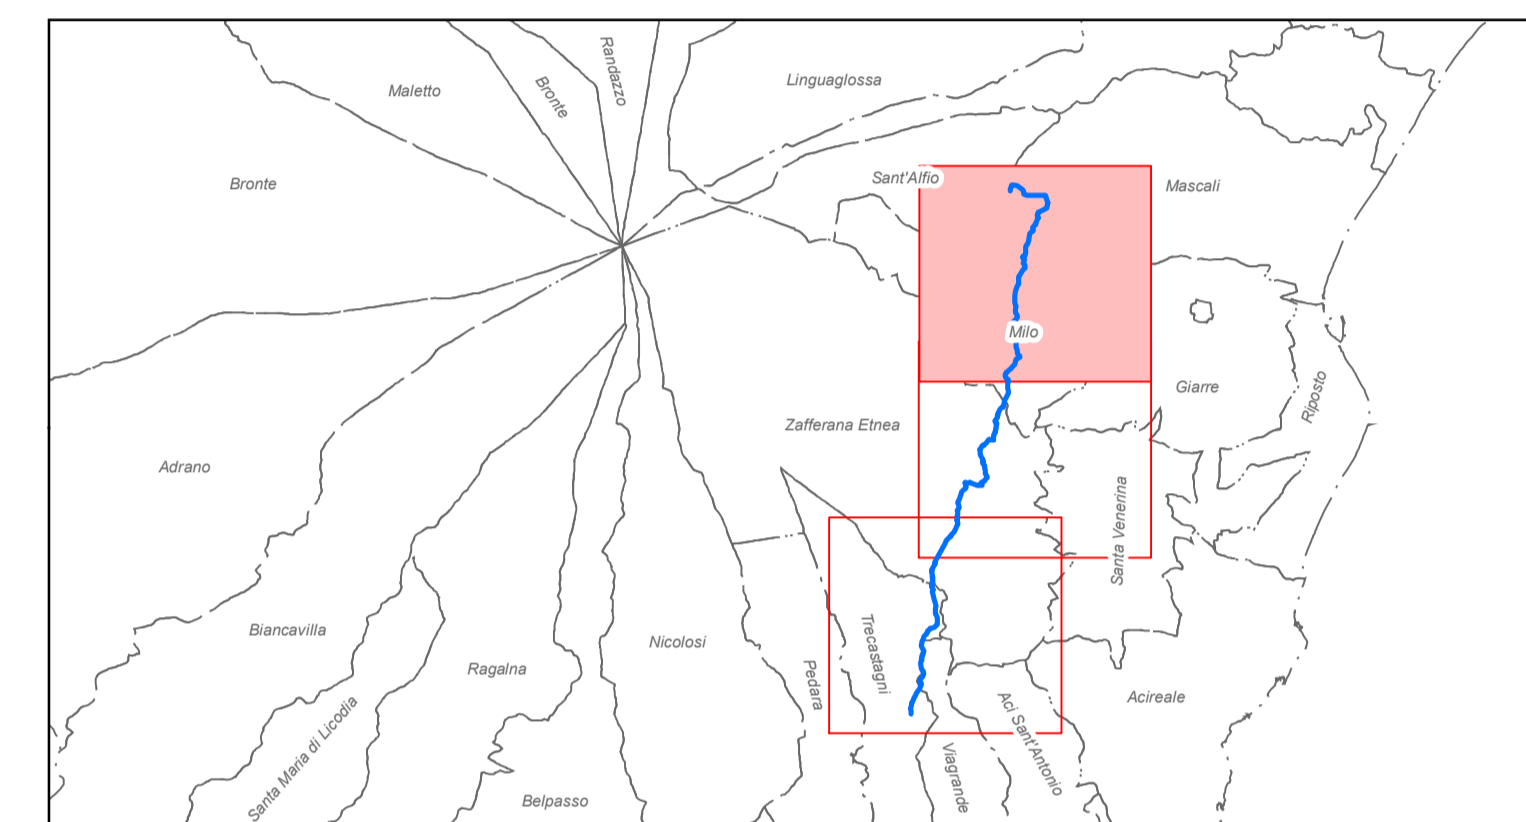 Randazzo
Linguaglossa
Maletto
Bronte
Sant'Alfio
Bronte
Mascali
Milo
Giarre
Riposto
Zafferana Etnea
Adrano
Santa Venerina
Biancavilla
Nicolosi
Trecastagni
Ragalna
Pedara
Acireale
Aci Sant'Antonio
Santa Maria di Licodia
Viagrande
Belpasso